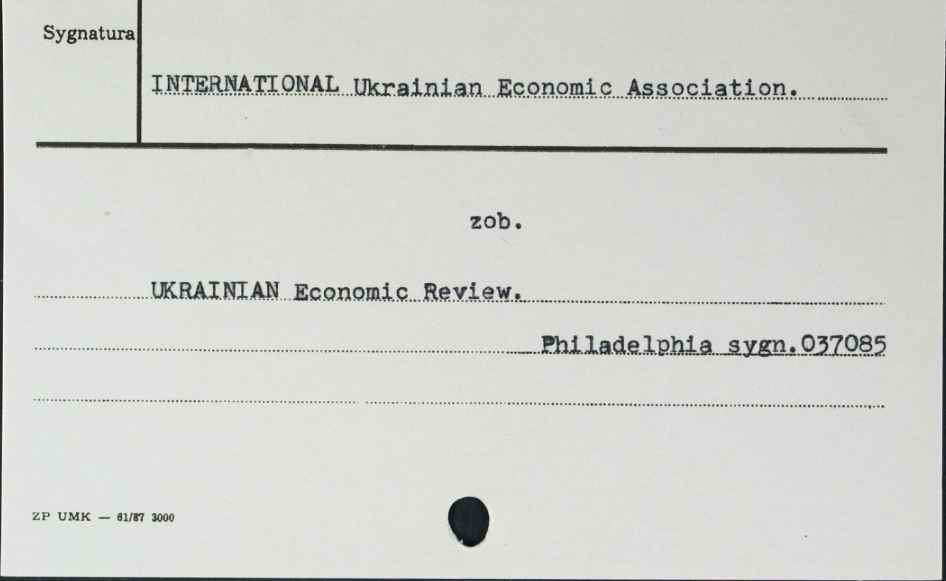 Sygnatura
INTERNATIONAL Ukrainian Economic Association.
zob.
UKRAINIAN Economic Review.
Philadelphia sygn.037085
ZP UMK — 61/87 3000